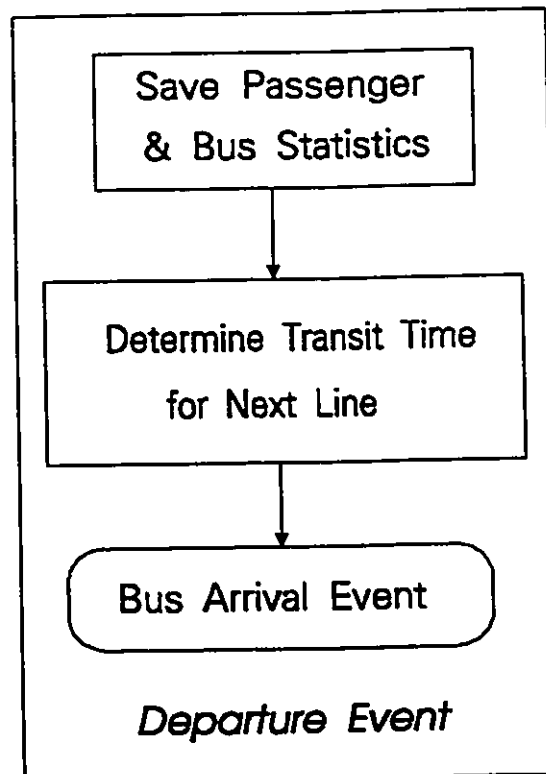 Save Passenger
& Bus Statistics
Determine Transit Time
for Next Line
Bus Arrival Event
Departure Event